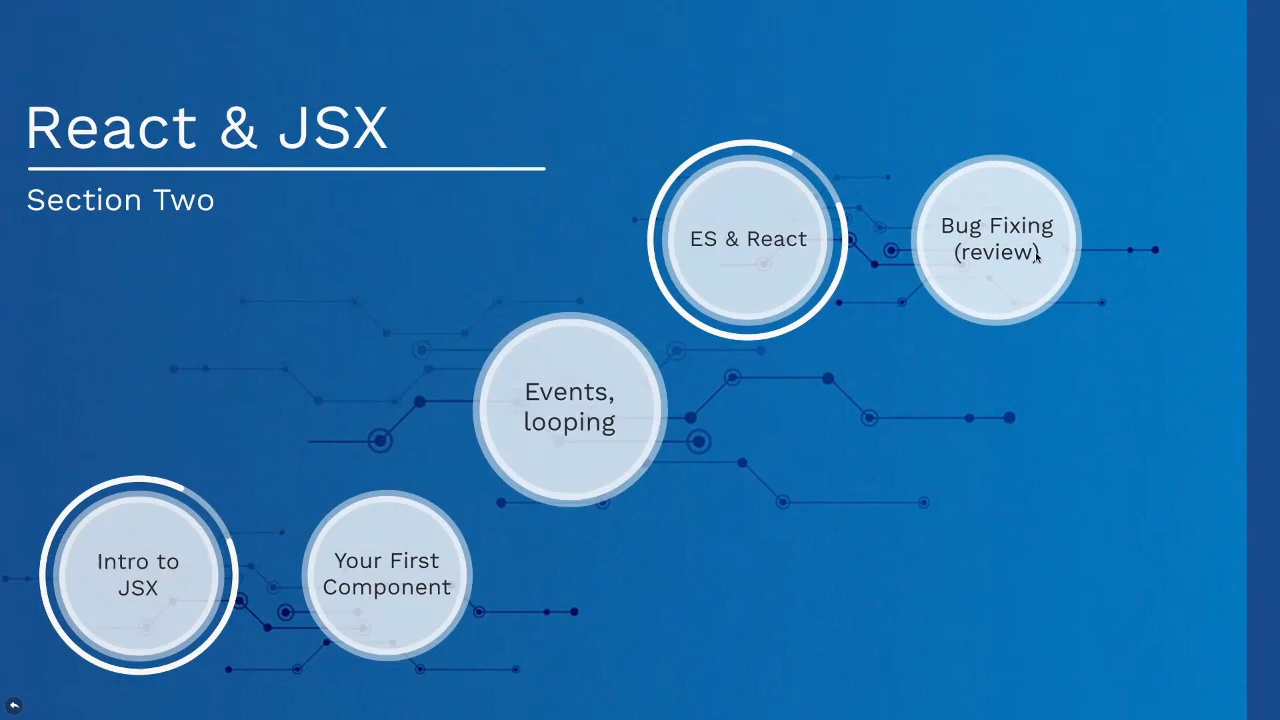 React & JSX
Section Two
ES & React
Bug Fixing
(review)
Events,
looping
Intro to
JSX
Your First
Component